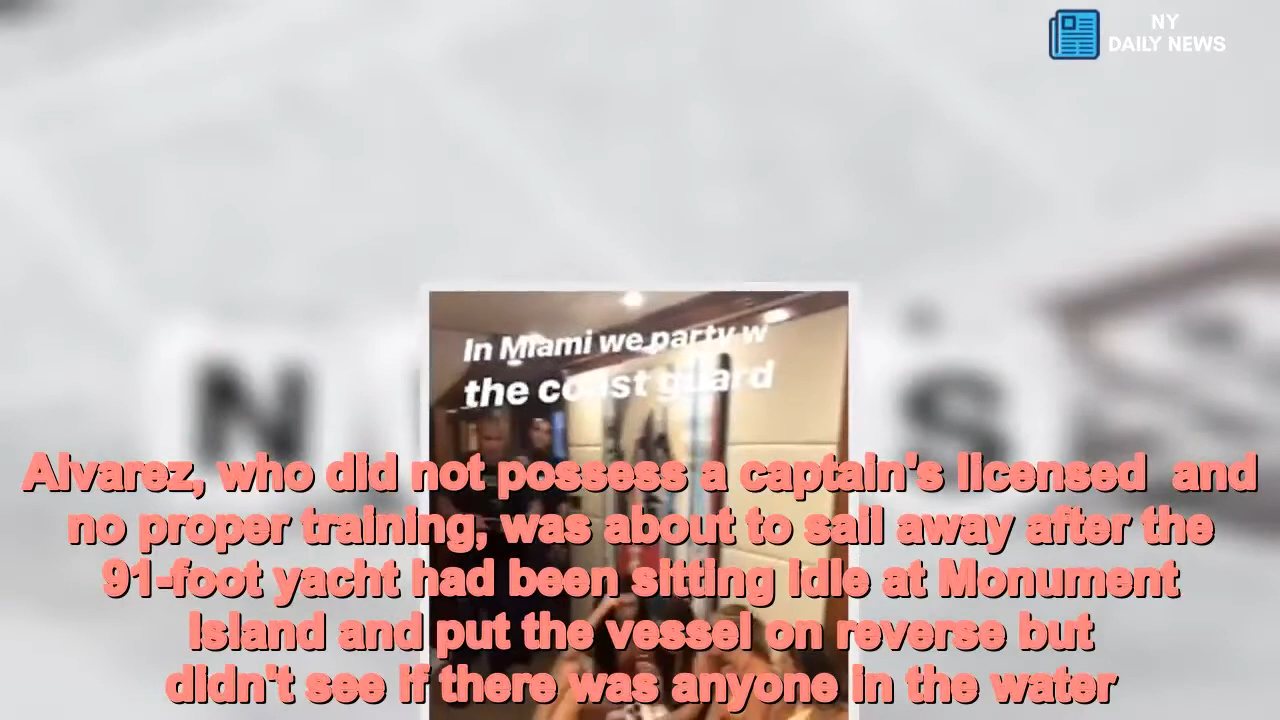 NY
DAILY NEWS
In Miami we party w
the coast guard
N
S
Alvarez, who did not possess a captain's licensed and
no proper training, was about to sail away after the
91-foot yacht had been sitting idle at Monument
Island and put the vessel on reverse but
didn't see if there was anyone in the water